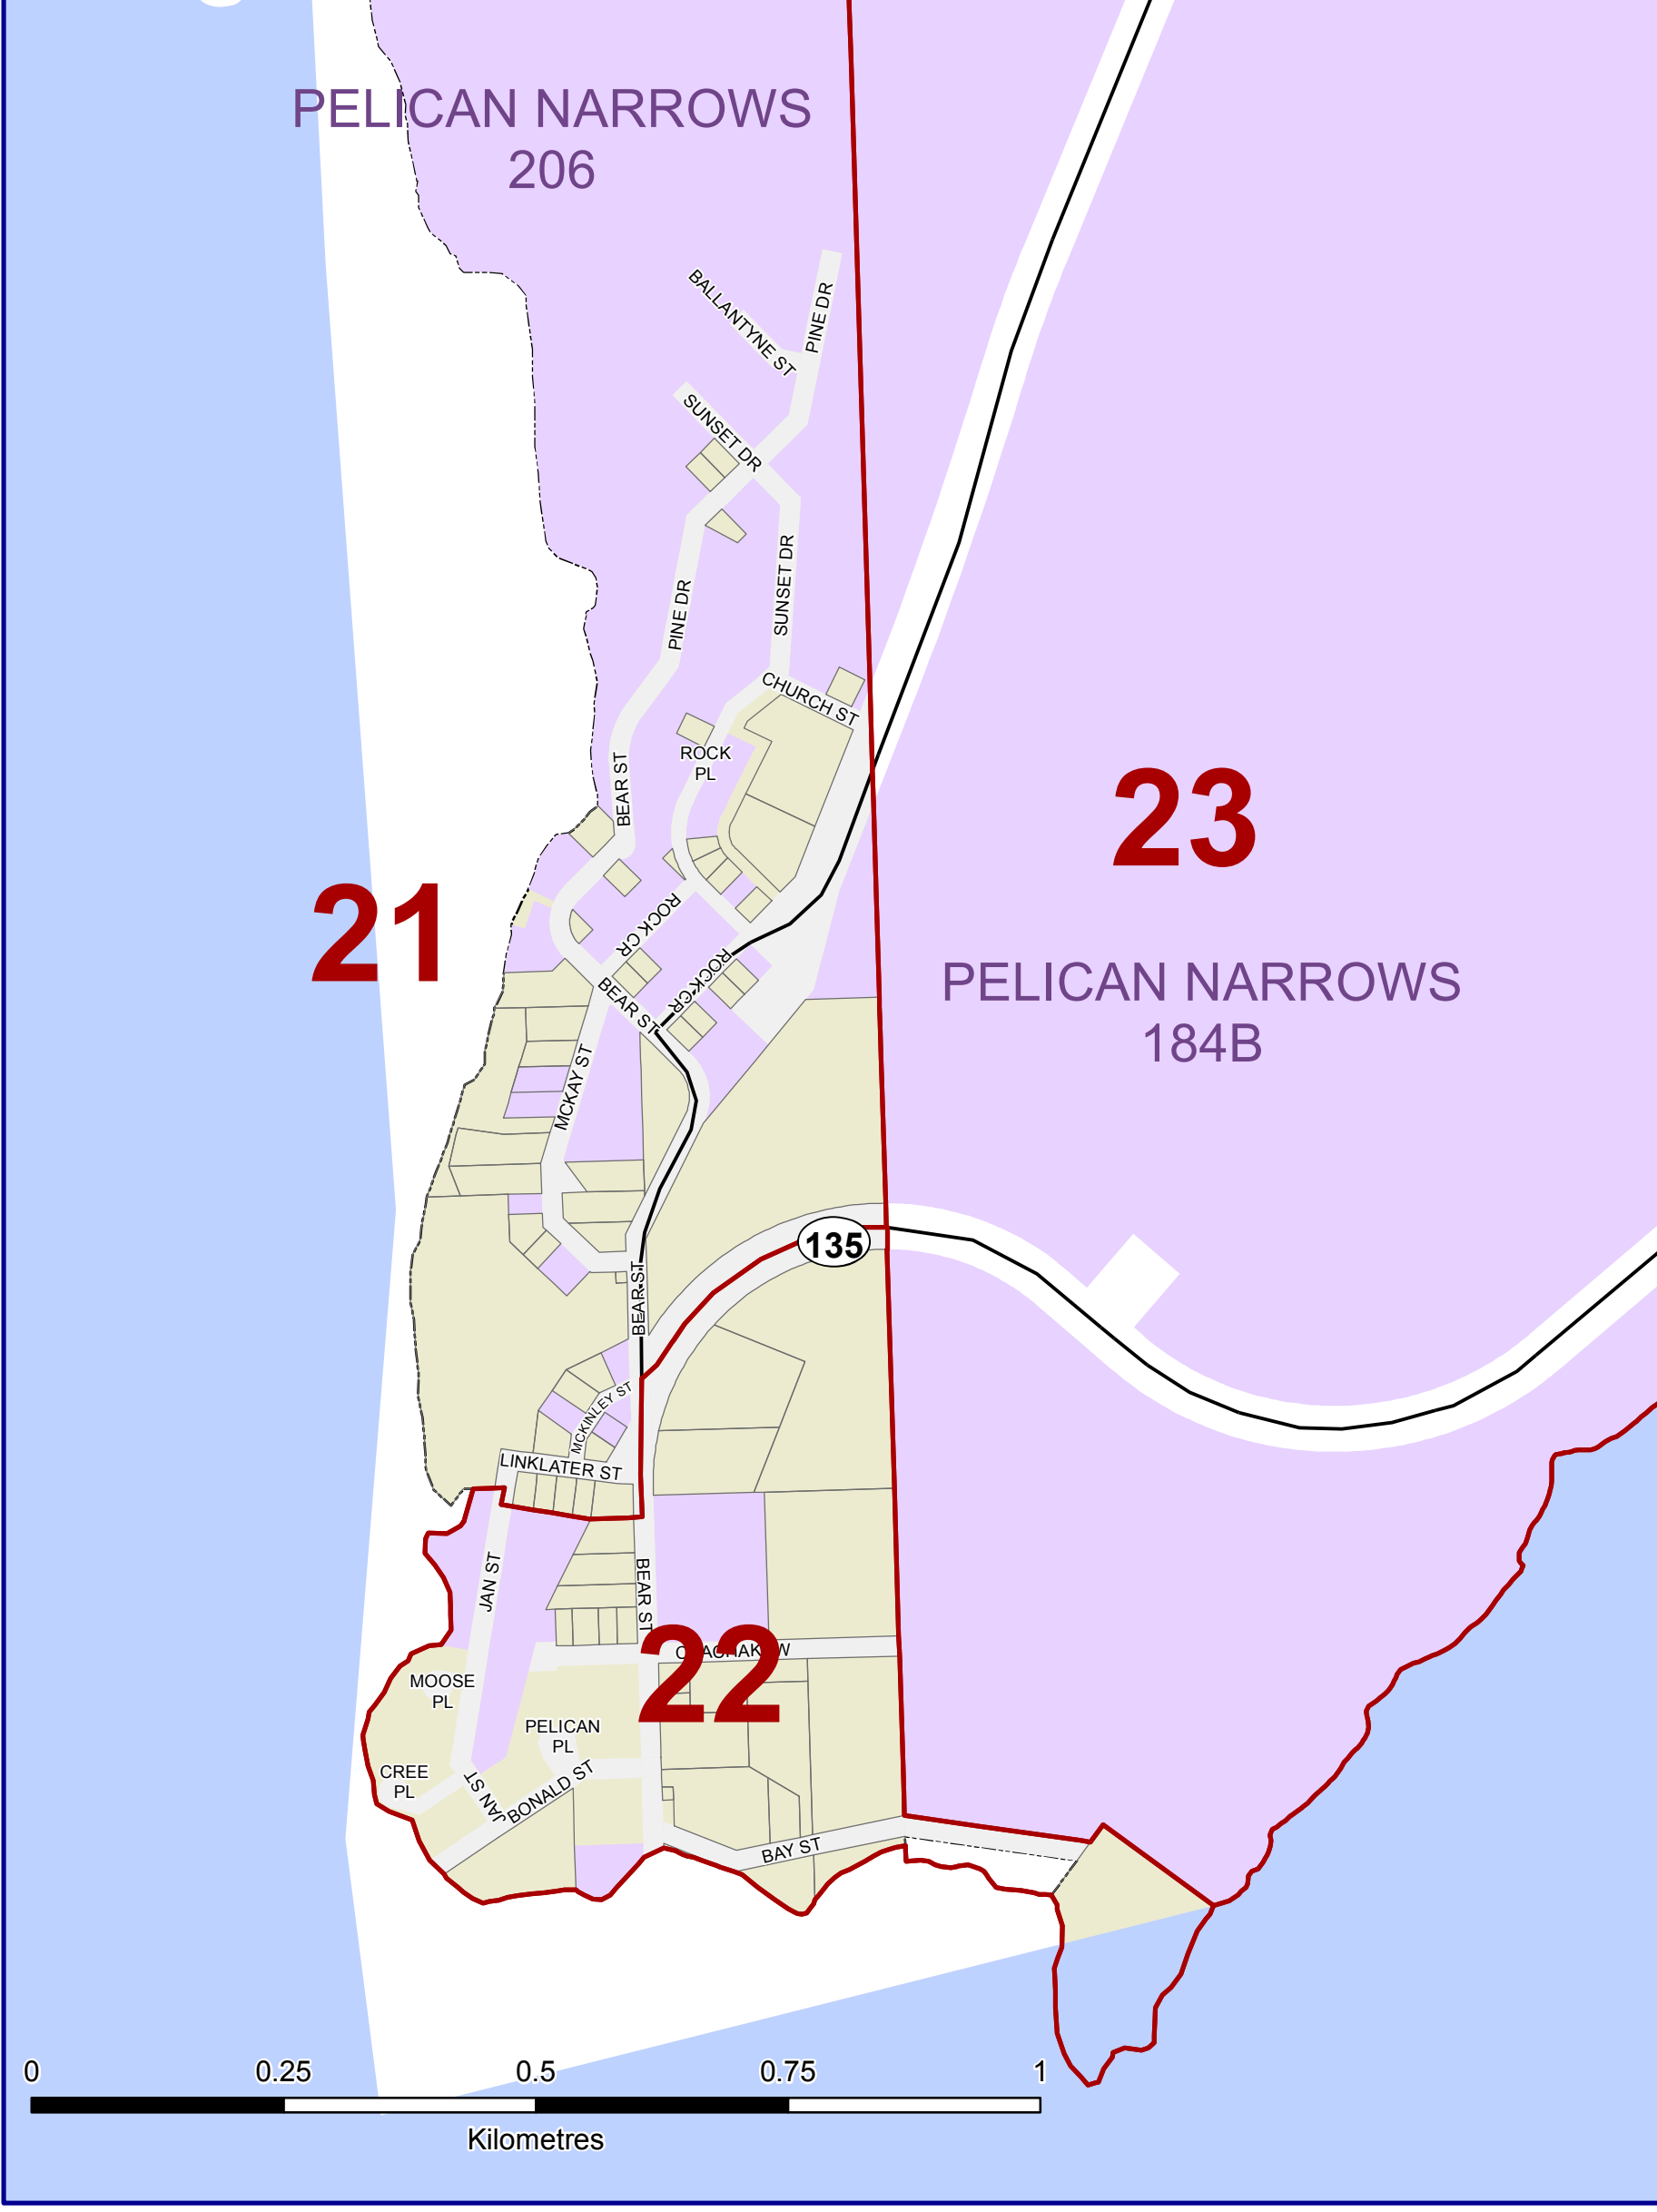 PELICAN NARROWS
206
BALLANTYNE ST
PINE DR
SUNSET DR
SUNSET DR
PINE DR
CHURCH ST
ROCK
PL
BEAR ST
23
21
ROCK CR
ROCK CR
PELICAN NARROWS
184B
BEAR ST
MCKAY ST
135
BEAR ST
MCKINLEY ST
LINKLATER ST
JAN ST
BEAR ST
22
MOOSE
PL
PELICAN
PL
CREE
PL
JAN ST
BONALD ST
BAY ST
0 0.25 0.5 0.75 1
Kilometres